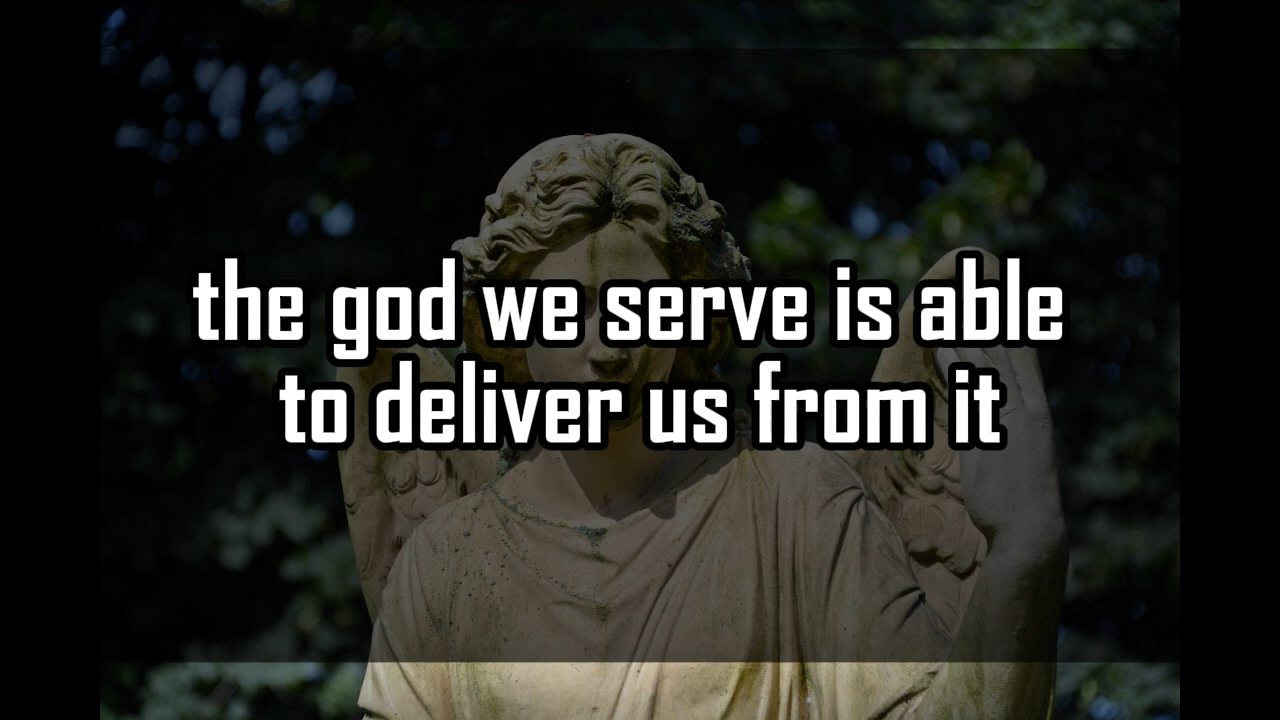 the god we serve is able
to deliver us from it